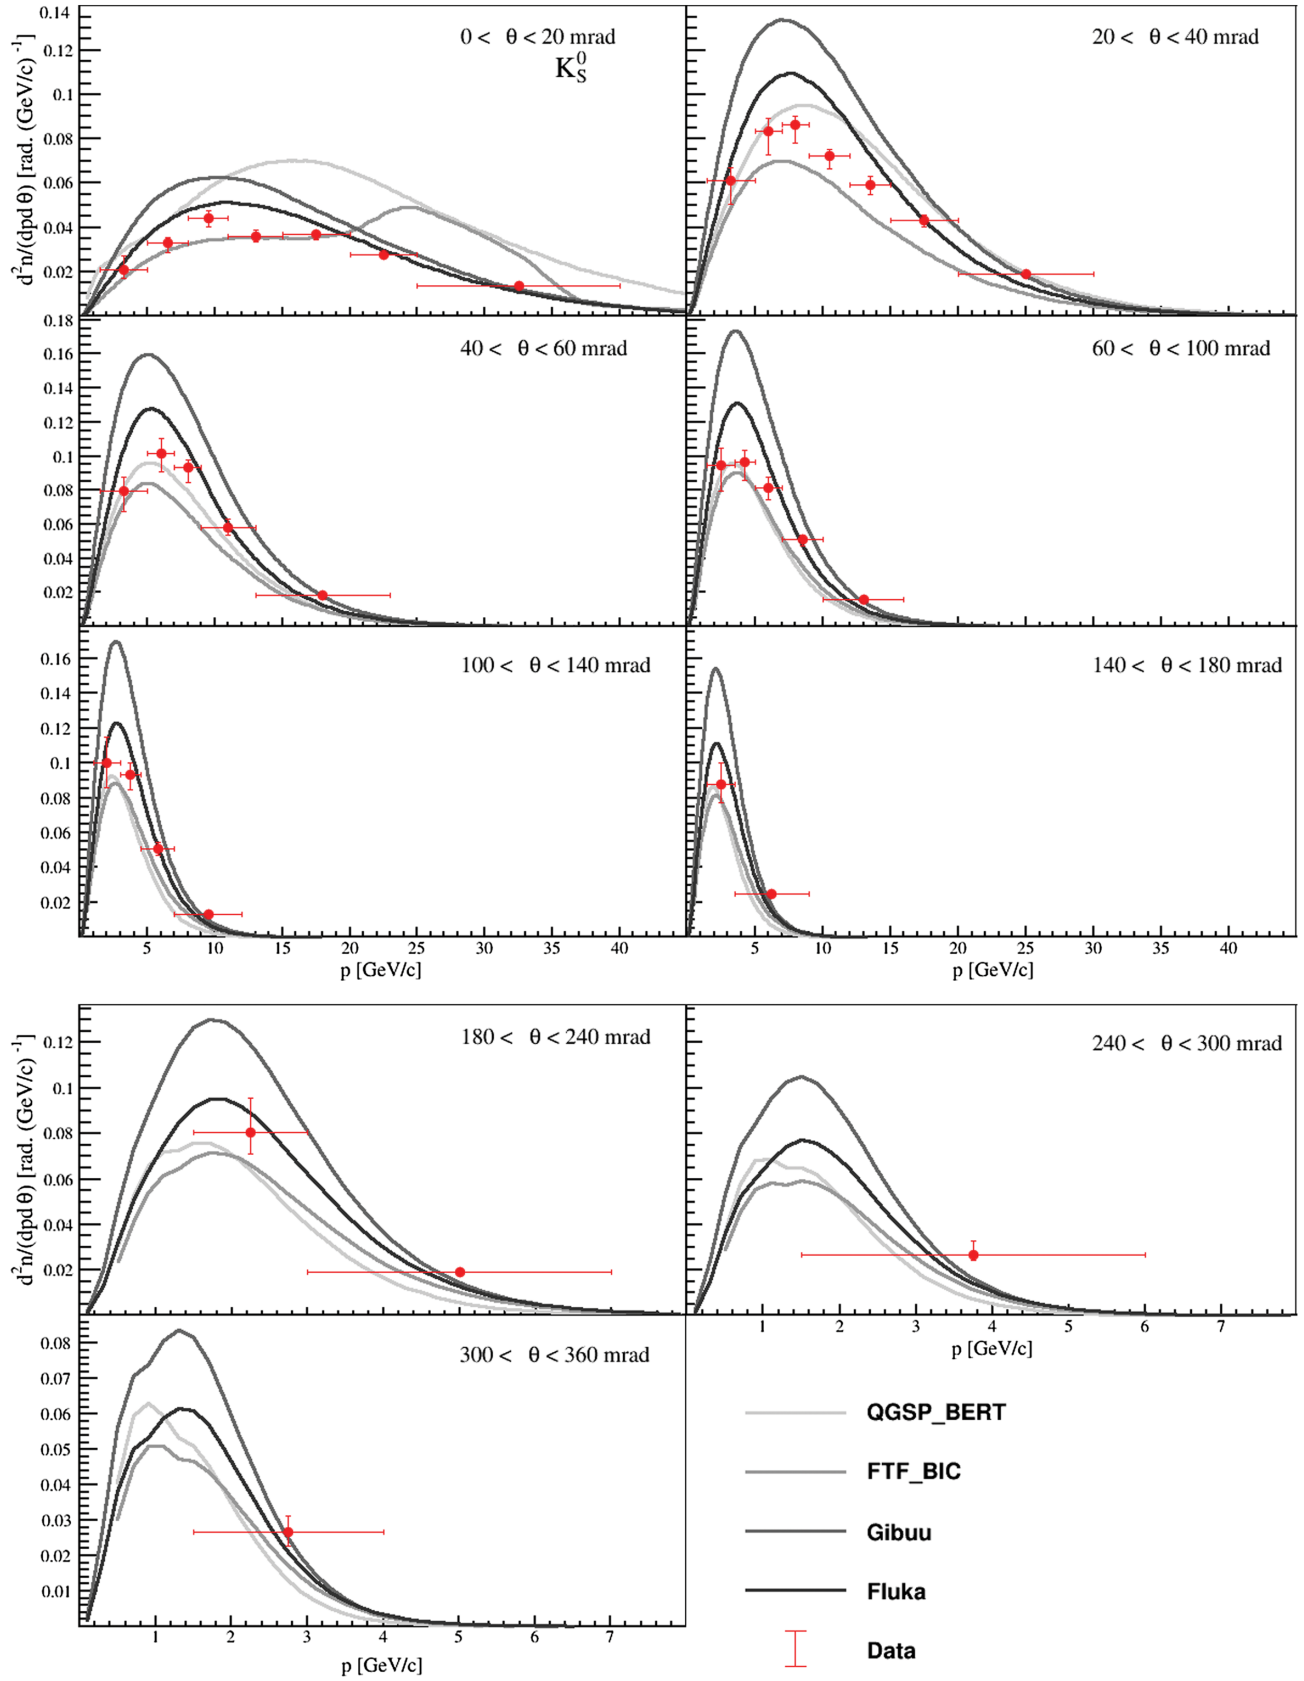 0 < θ < 20 mrad
K_S^0
d²n/(dpd θ) [rad. (GeV/c) ⁻¹]
0.14
0.12
0.1
0.08
0.06
0.04
0.02
20 < θ < 40 mrad
40 < θ < 60 mrad
0.18
0.16
0.14
0.12
0.1
0.08
0.06
0.04
0.02
60 < θ < 100 mrad
100 < θ < 140 mrad
0.16
0.14
0.12
0.1
0.08
0.06
0.04
0.02
140 < θ < 180 mrad
5 10 15 20 25 30 35 40
5 10 15 20 25 30 35 40
p [GeV/c]
p [GeV/c]
180 < θ < 240 mrad
d²n/(dpd θ) [rad. (GeV/c) ⁻¹]
0.12
0.1
0.08
0.06
0.04
0.02
240 < θ < 300 mrad
1 2 3 4 5 6 7
p [GeV/c]
300 < θ < 360 mrad
0.08
0.07
0.06
0.05
0.04
0.03
0.02
0.01
1 2 3 4 5 6 7
p [GeV/c]
QGSP_BERT
FTF_BIC
Gibuu
Fluka
Data